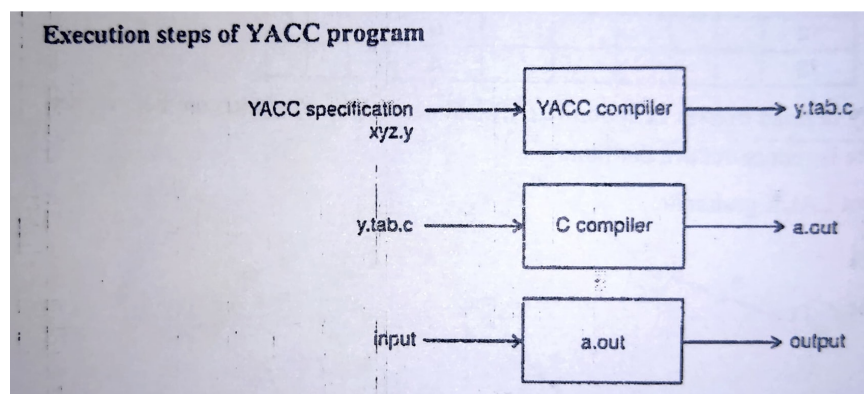 Execution steps of YACC program
YACC specification → YACC compiler → y.tab.c
xyz.y
y.tab.c → C compiler → a.out
input → a.out → output